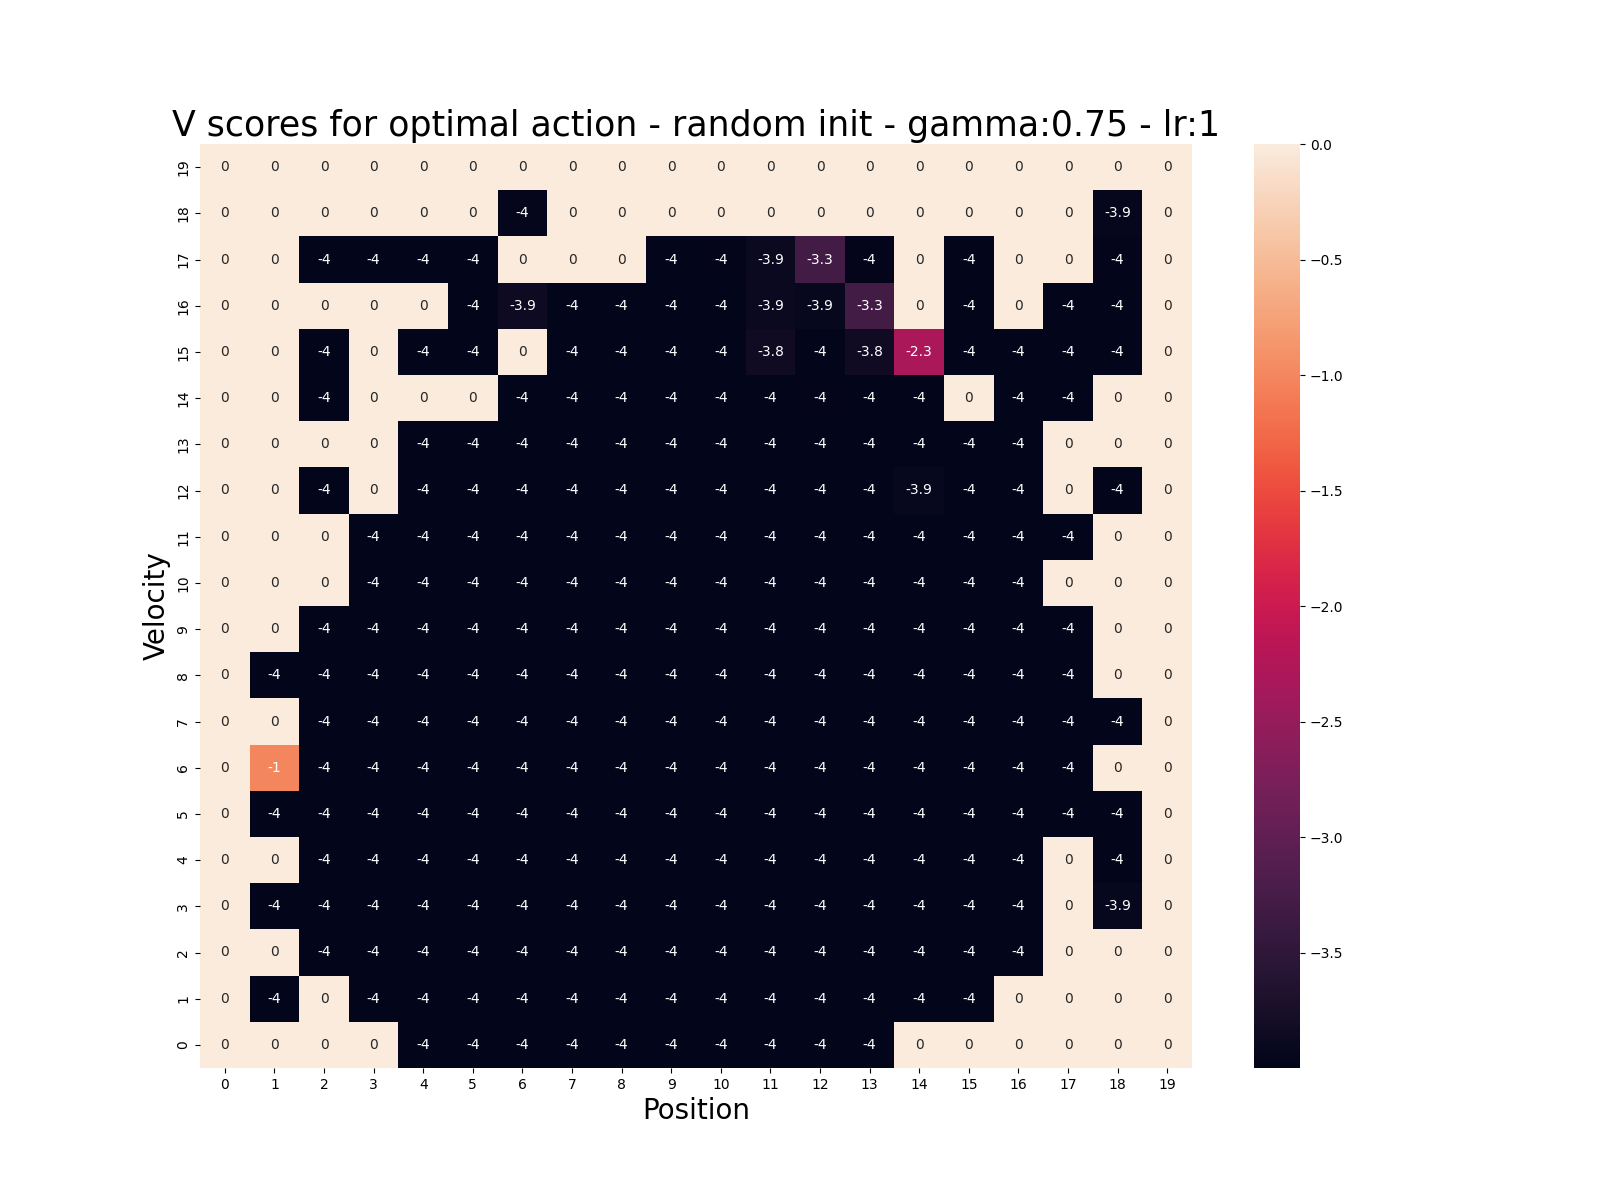 V scores for optimal action - random init - gamma:0.75 - lr:1
19 0 0 0 0 0 0 0 0 0 0 0 0 0 0 0 0 0 0 0 0
18 0 0 0 0 0 0 -4 0 0 0 0 0 0 0 0 0 0 0 -3.9 0
17 0 0 -4 -4 -4 -4 0 0 0 -4 -4 -3.9 -3.3 -4 0 -4 0 0 -4 0
16 0 0 0 0 0 -4 -3.9 -4 -4 -4 -4 -3.9 -3.9 -3.3 0 -4 0 -4 -4 0
15 0 0 -4 0 -4 -4 0 -4 -4 -4 -4 -3.8 -4 -3.8 -2.3 -4 -4 -4 -4 0
14 0 0 -4 0 0 0 -4 -4 -4 -4 -4 -4 -4 -4 -4 0 -4 -4 0 0
13 0 0 0 0 -4 -4 -4 -4 -4 -4 -4 -4 -4 -4 -4 -4 -4 0 0 0
12 0 0 -4 0 -4 -4 -4 -4 -4 -4 -4 -4 -4 -4 -3.9 -4 -4 0 -4 0
11 0 0 0 -4 -4 -4 -4 -4 -4 -4 -4 -4 -4 -4 -4 -4 -4 -4 0 0
10 0 0 0 -4 -4 -4 -4 -4 -4 -4 -4 -4 -4 -4 -4 -4 -4 0 0 0
9 0 0 -4 -4 -4 -4 -4 -4 -4 -4 -4 -4 -4 -4 -4 -4 -4 -4 0 0
8 0 -4 -4 -4 -4 -4 -4 -4 -4 -4 -4 -4 -4 -4 -4 -4 -4 -4 0 0
7 0 0 -4 -4 -4 -4 -4 -4 -4 -4 -4 -4 -4 -4 -4 -4 -4 -4 -4 0
6 0 -1 -4 -4 -4 -4 -4 -4 -4 -4 -4 -4 -4 -4 -4 -4 -4 -4 0 0
5 0 -4 -4 -4 -4 -4 -4 -4 -4 -4 -4 -4 -4 -4 -4 -4 -4 -4 -4 0
4 0 0 -4 -4 -4 -4 -4 -4 -4 -4 -4 -4 -4 -4 -4 -4 -4 0 -4 0
3 0 -4 -4 -4 -4 -4 -4 -4 -4 -4 -4 -4 -4 -4 -4 -4 -4 0 -3.9 0
2 0 0 -4 -4 -4 -4 -4 -4 -4 -4 -4 -4 -4 -4 -4 -4 -4 0 0 0
1 0 -4 0 -4 -4 -4 -4 -4 -4 -4 -4 -4 -4 -4 -4 -4 0 0 0 0
0 0 0 0 0 -4 -4 -4 -4 -4 -4 -4 -4 -4 -4 0 0 0 0 0 0
0 1 2 3 4 5 6 7 8 9 10 11 12 13 14 15 16 17 18 19
Position
Velocity
0.0
−0.5
−1.0
−1.5
−2.0
−2.5
−3.0
−3.5